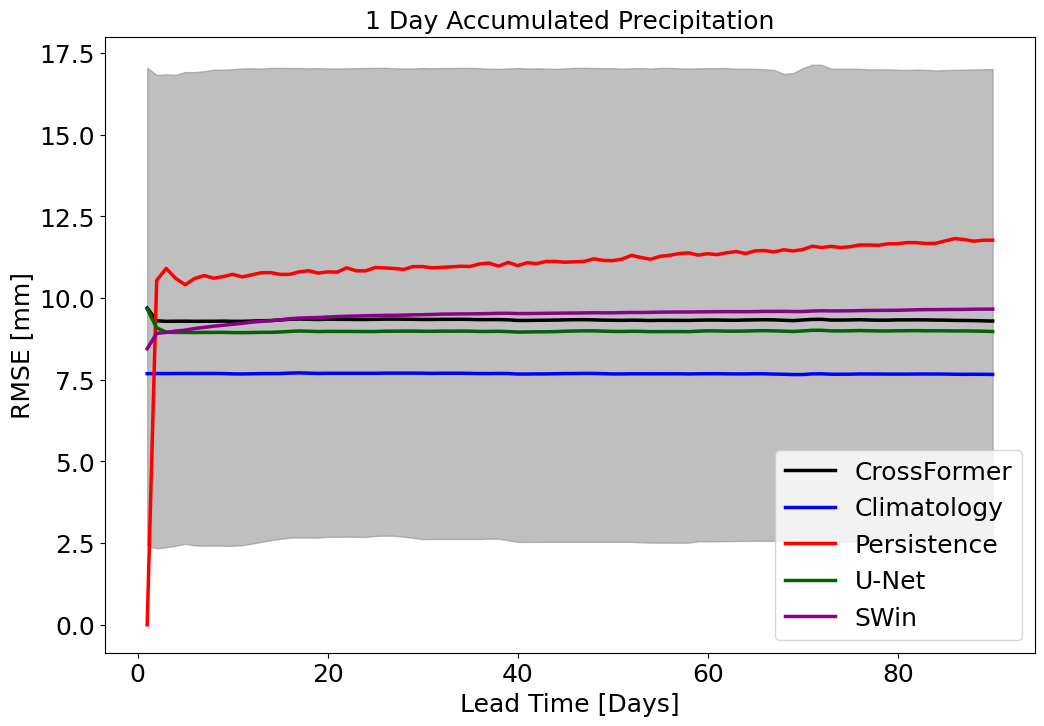 1 Day Accumulated Precipitation
RMSE [mm]
17.5
15.0
12.5
10.0
7.5
5.0
2.5
0.0
CrossFormer
Climatology
Persistence
U-Net
SWin
0
20
40
60
80
Lead Time [Days]